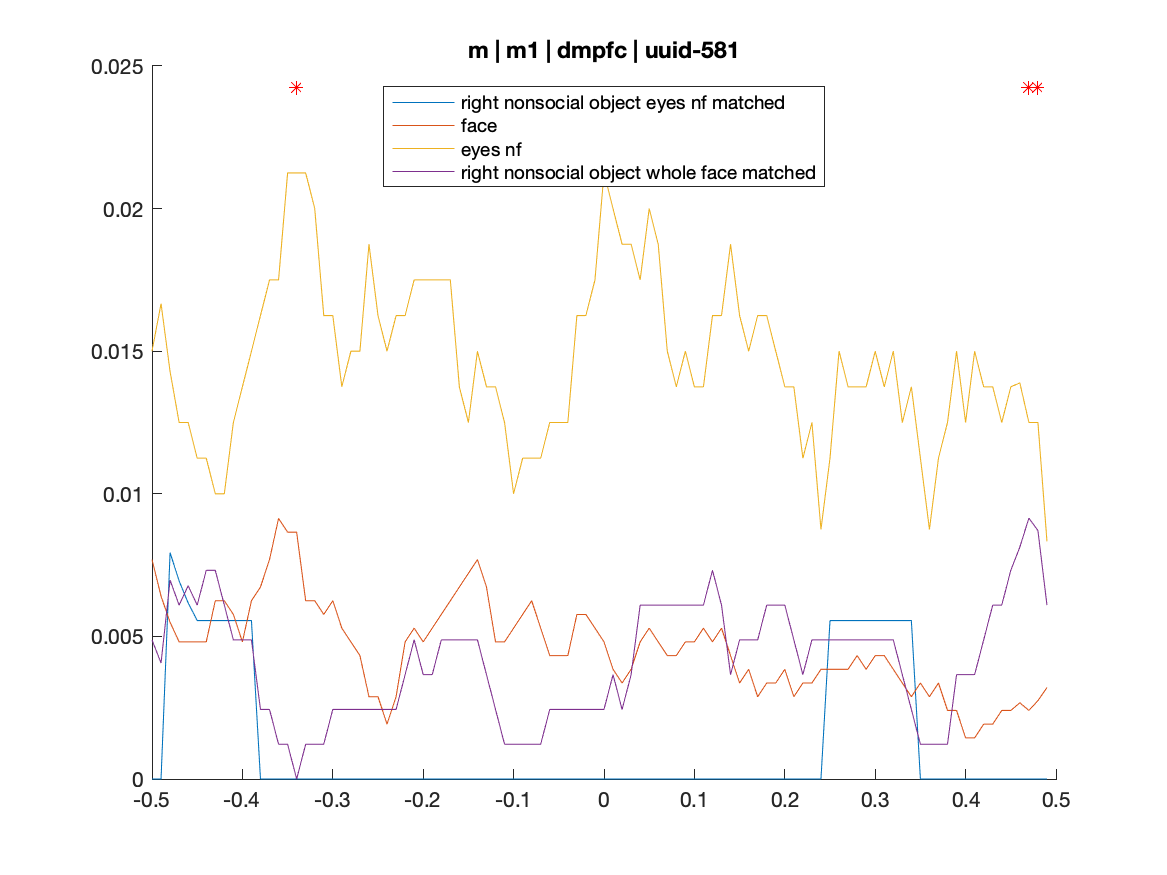 m | m1 | dmpfc | uuid-581
0.025
right nonsocial object eyes nf matched
face
eyes nf
right nonsocial object whole face matched
0.02
0.015
0.01
0.005
0
-0.5 -0.4 -0.3 -0.2 -0.1 0 0.1 0.2 0.3 0.4 0.5